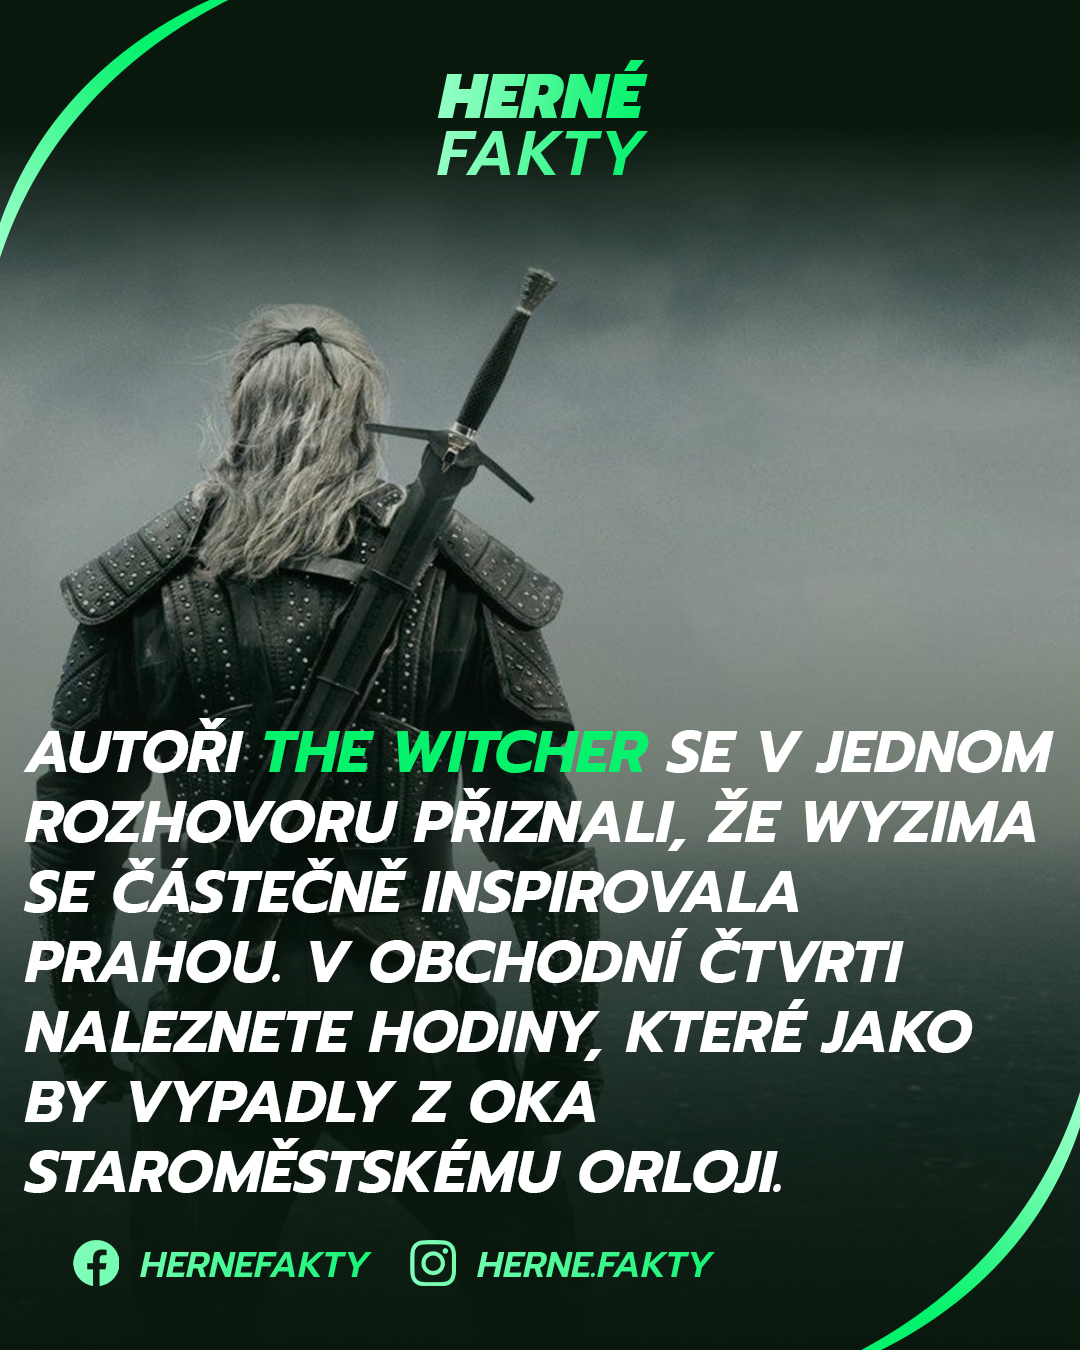 HERNÉ
FAKTY
AUTOŘI THE WITCHER SE V JEDNOM
ROZHOVORU PŘIZNALI, ŽE WYZIMA
SE ČÁSTEČNĚ INSPIROVALA
PRAHOU. V OBCHODNÍ ČTVRTI
NALEZNETE HODINY, KTERÉ JAKO
BY VYPADLY Z OKA
STAROMĚSTSKÉMU ORLOJI.
HERNEFAKTY HERNE.FAKTY